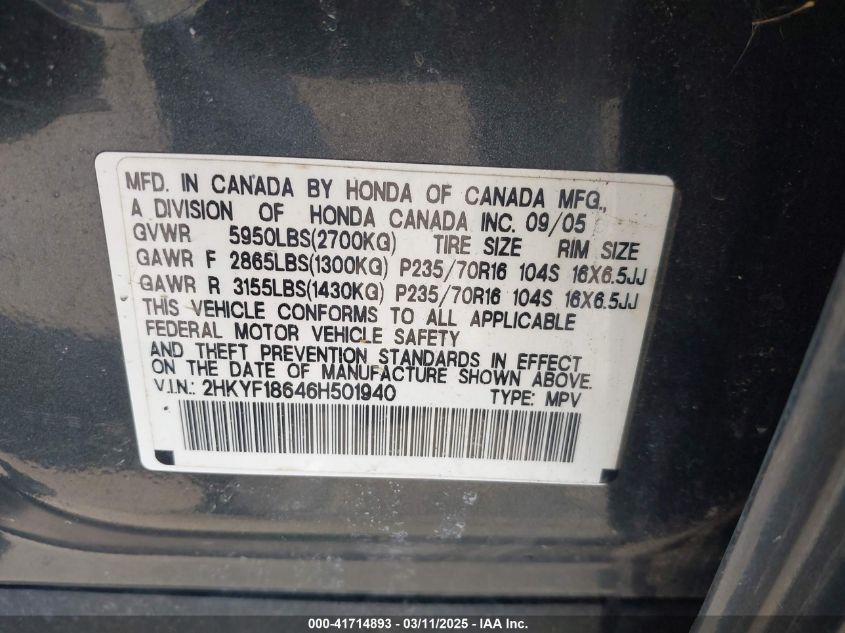 MFD. IN CANADA BY HONDA OF CANADA MFG.,
A DIVISION OF HONDA CANADA INC. 09/05
GVWR 5950LBS(2700KG) TIRE SIZE RIM SIZE
GAWR F 2865LBS(1300KG) P235/70R16 104S 16X6.5JJ
GAWR R 3155LBS(1430KG) P235/70R16 104S 16X6.5JJ
THIS VEHICLE CONFORMS TO ALL APPLICABLE
FEDERAL MOTOR VEHICLE SAFETY
AND THEFT PREVENTION STANDARDS IN EFFECT
ON THE DATE OF MANUFACTURE SHOWN ABOVE.
V.I.N.: 2HKYF18646H501940 TYPE: MPV
000-41714893 - 03/11/2025 - IAA Inc.